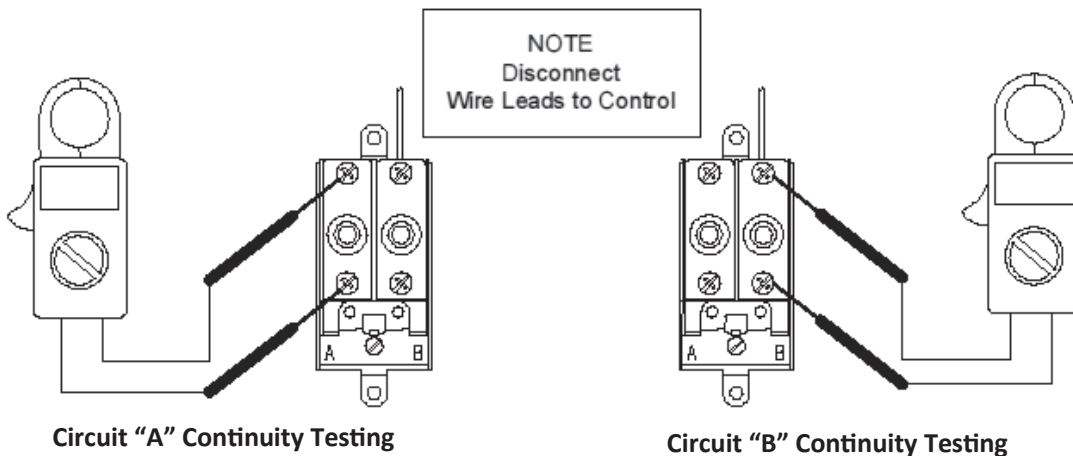 NOTE
Disconnect
Wire Leads to Control
A B
A B
Circuit “A” Continuity Testing
Circuit “B” Continuity Testing